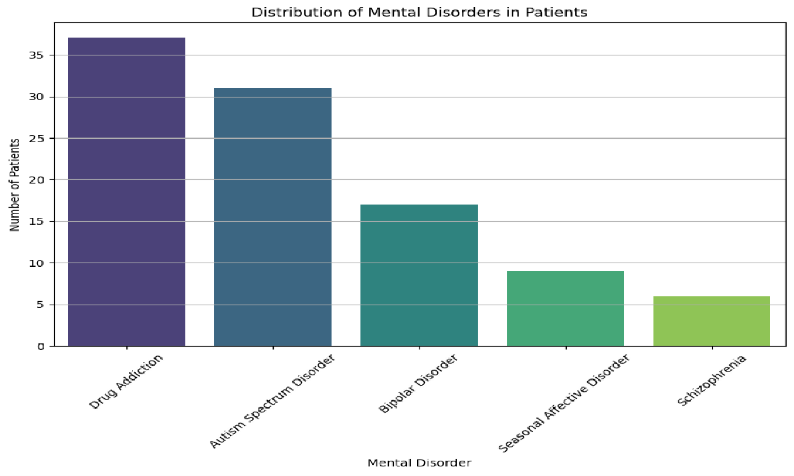 Distribution of Mental Disorders in Patients
Number of Patients
35
30
25
20
15
10
5
0
Drug Addiction
Autism Spectrum Disorder
Bipolar Disorder
Seasonal Affective Disorder
Schizophrenia
Mental Disorder